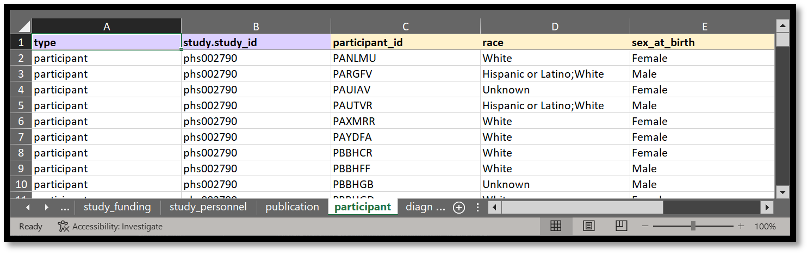 A B C D E
1 type study.study_id participant_id race sex_at_birth
2 participant phs002790 PANLMU White Female
3 participant phs002790 PARGFV Hispanic or Latino;White Male
4 participant phs002790 PAUIAV Unknown Female
5 participant phs002790 PAUTVR Hispanic or Latino;White Male
6 participant phs002790 PAXMRR White Female
7 participant phs002790 PAYDFA White Female
8 participant phs002790 PBBHCR White Female
9 participant phs002790 PBBHFF White Male
10 participant phs002790 PBBHGB Unknown Male
... study_funding study_personnel publication participant diagn ...
Ready Accessibility: Investigate 100%